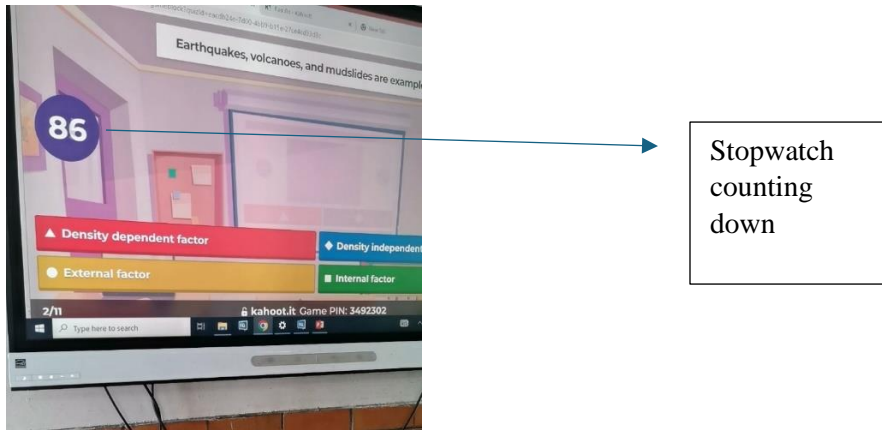 Earthquakes, volcanoes, and mudslides are
86
Density dependent factor
Density independent
External factor
Internal factor
2/11
kahoot.it Game PIN: 3492302
Type here to search
Stopwatch
counting
down